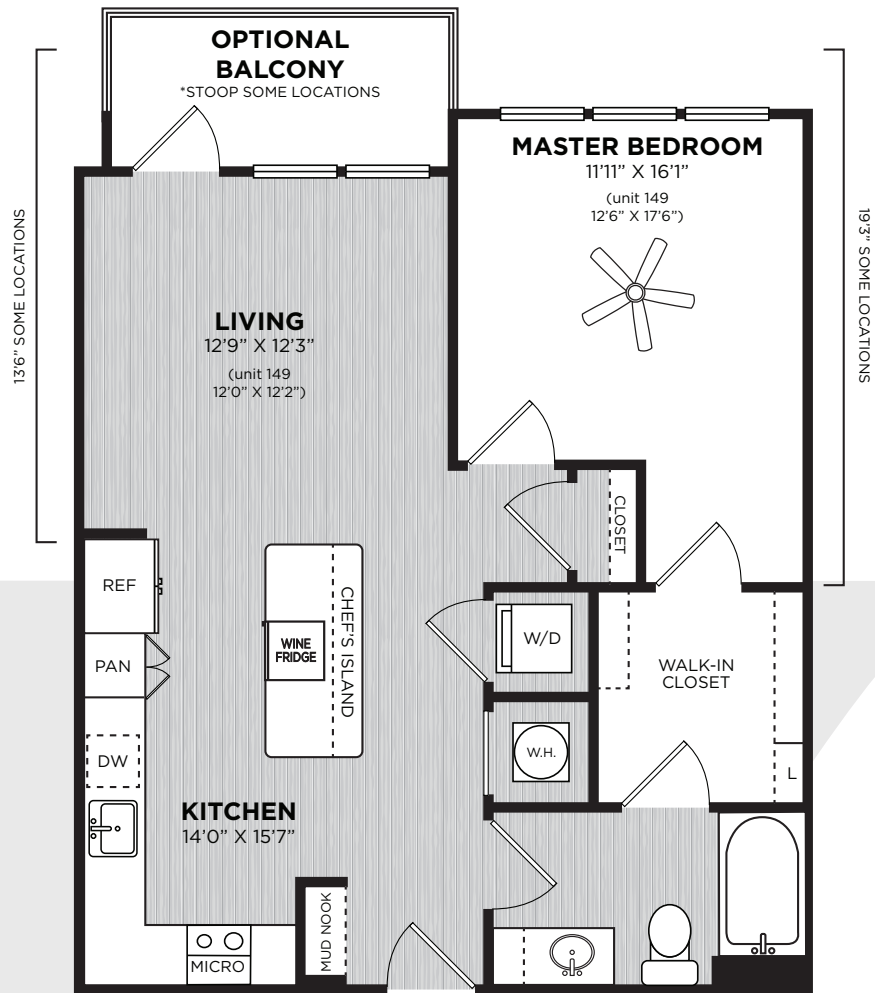 OPTIONAL
BALCONY
*STOOP SOME LOCATIONS
MASTER BEDROOM
11’11” X 16’1”
(unit 149
12’6” X 17’6”)
13’6” SOME LOCATIONS
19’3” SOME LOCATIONS
LIVING
12’9” X 12’3”
(unit 149
12’0” X 12’2”)
CLOSET
REF
CHEF’S ISLAND
WINE
FRIDGE
W/D
PAN
WALK-IN
CLOSET
DW
W.H.
L
KITCHEN
14’0” X 15’7”
MUD NOOK
MICRO